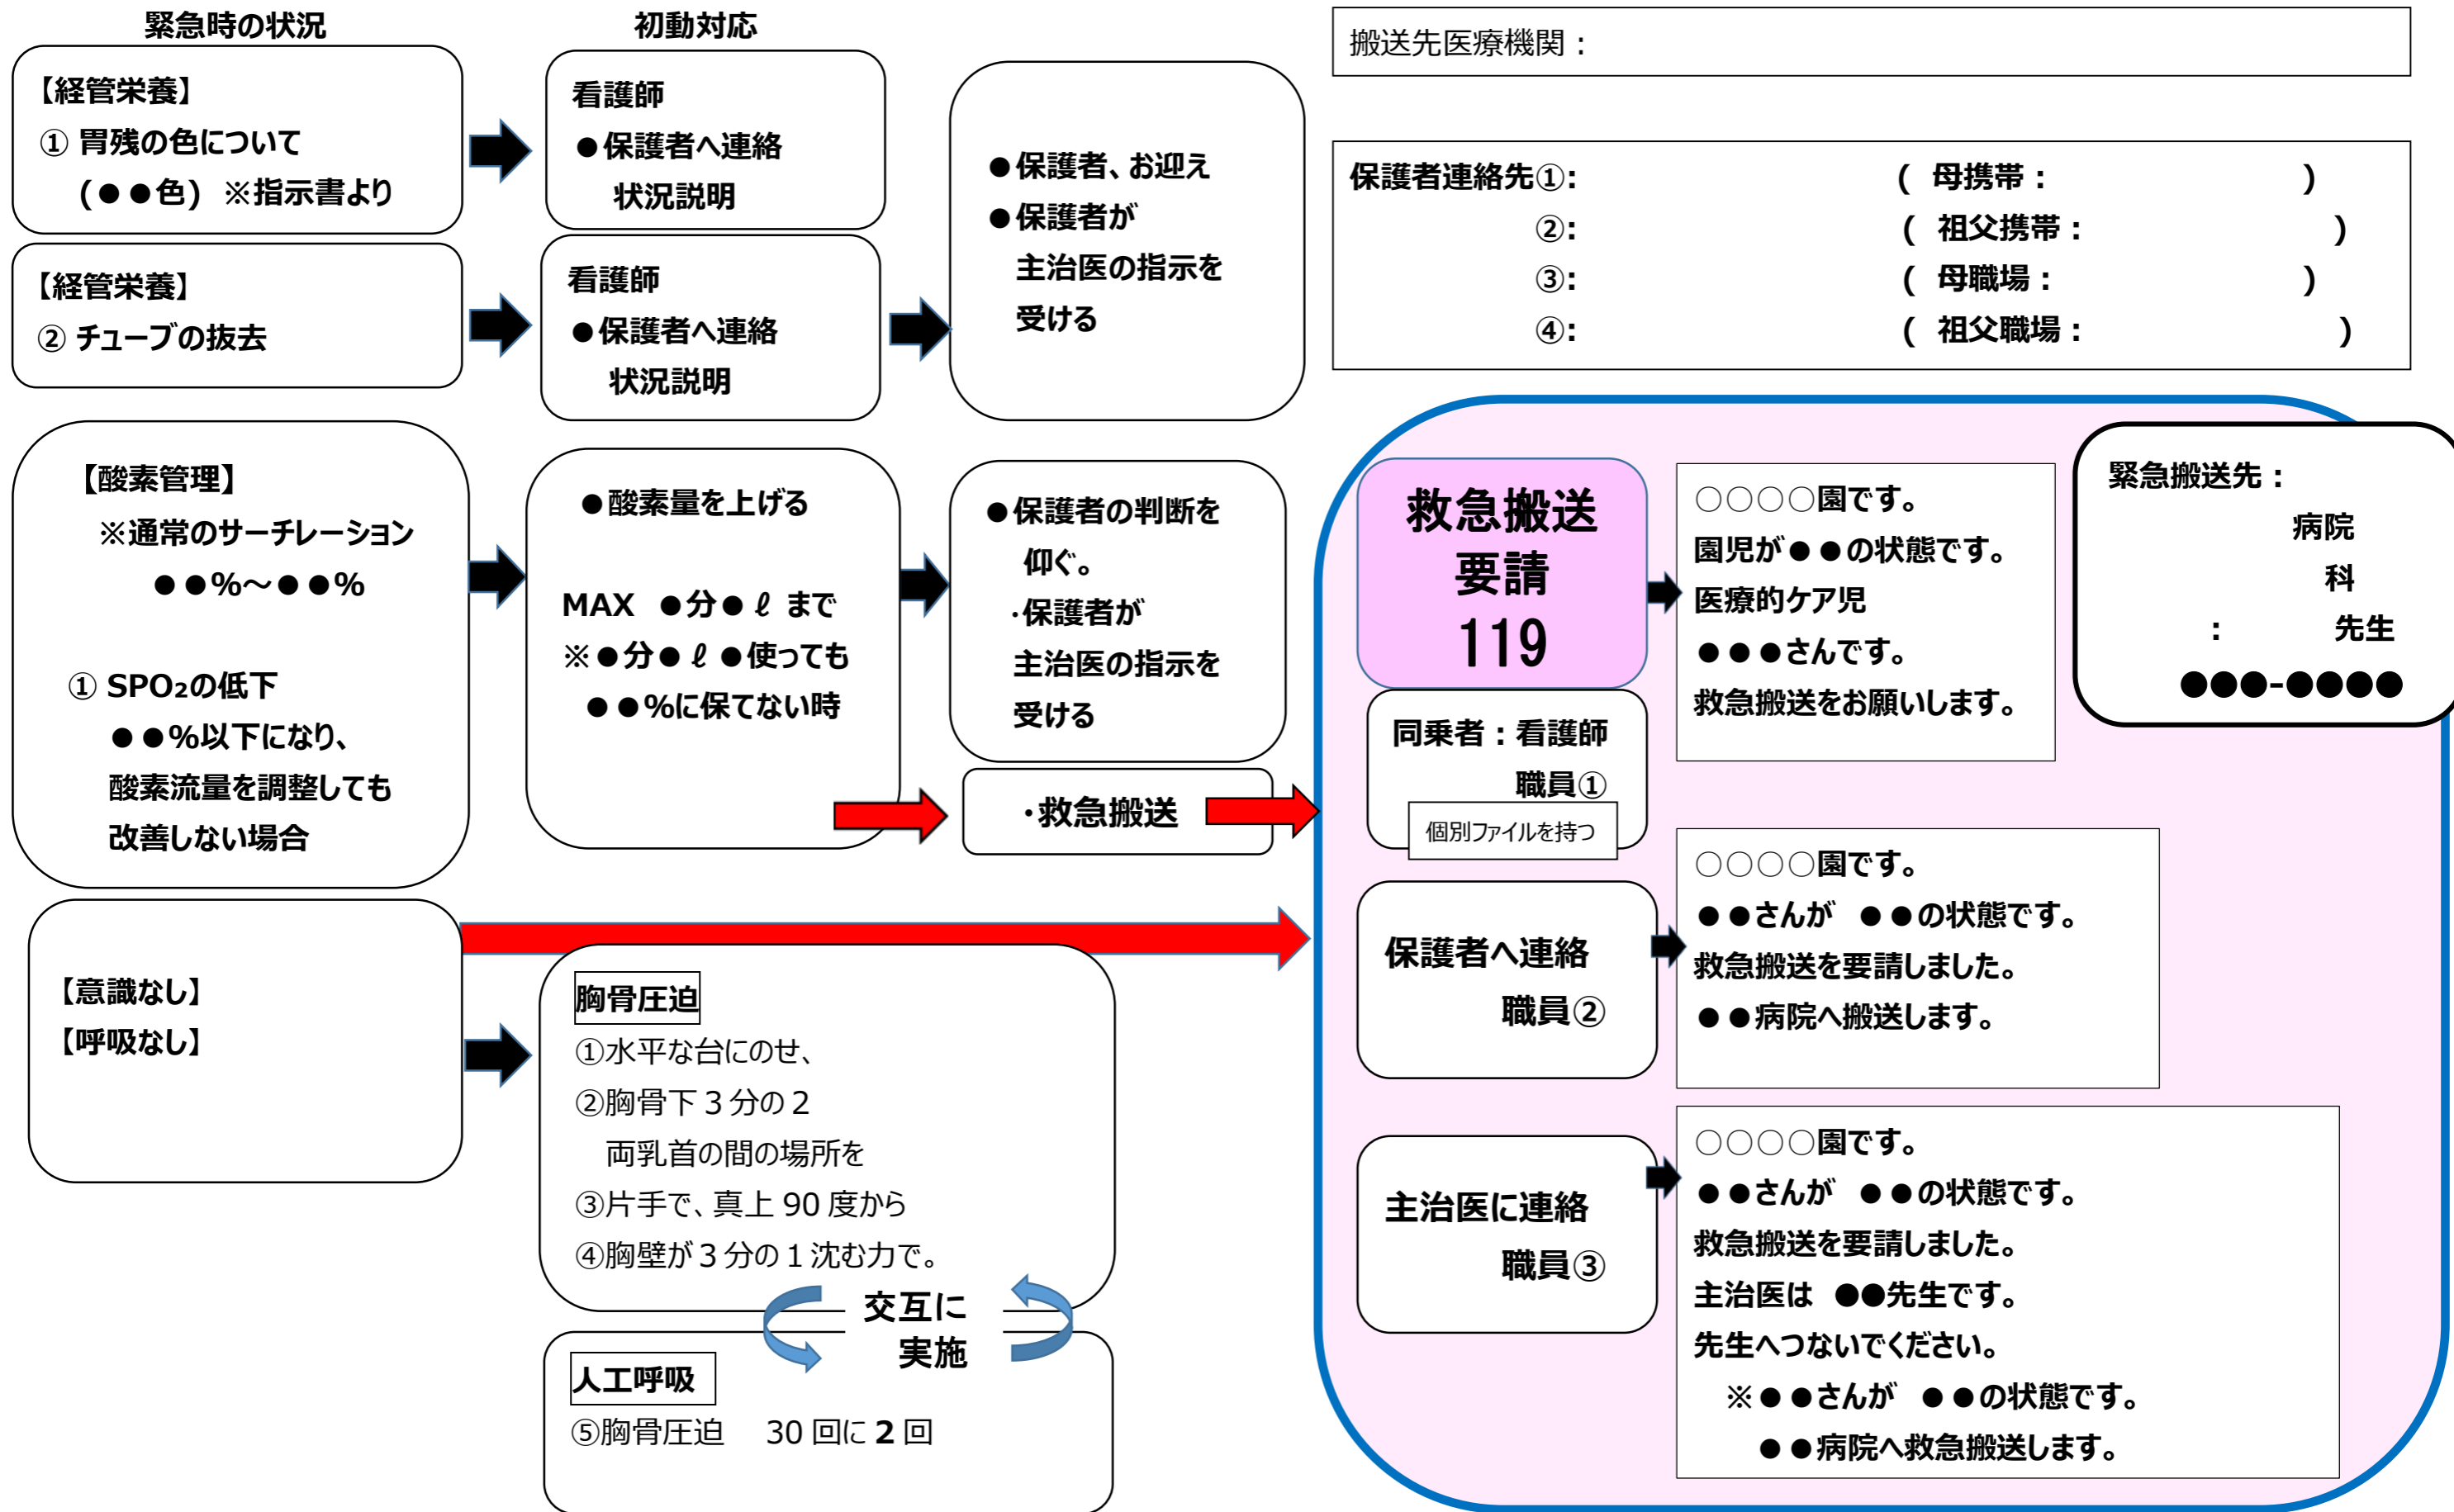 緊急時の状況
初動対応
【経管栄養】
① 胃残の色について
(●●色) ※指示書より
看護師
●保護者へ連絡
状況説明
【経管栄養】
② チューブの抜去
看護師
●保護者へ連絡
状況説明
●保護者、お迎え
●保護者が
主治医の指示を
受ける
搬送先医療機関：
保護者連絡先①: ( 母携帯： )
②: ( 祖父携帯： )
③: ( 母職場： )
④: ( 祖父職場： )
【酸素管理】
※通常のサーチレーション
●●%～●●%
① SPO₂の低下
●●%以下になり、
酸素流量を調整しても
改善しない場合
●酸素量を上げる
MAX ●分●ℓ まで
※●分●ℓ ●使っても
●●%に保てない時
●保護者の判断を
仰ぐ。
・保護者が
主治医の指示を
受ける
・救急搬送
【意識なし】
【呼吸なし】
胸骨圧迫
①水平な台にのせ、
②胸骨下３分の２
両乳首の間の場所を
③片手で、真上 90 度から
④胸壁が３分の１沈む力で。
交互に
実施
人工呼吸
⑤胸骨圧迫 30 回に 2 回
救急搬送
要請
119
○○○○園です。
園児が●●の状態です。
医療的ケア児
●●●さんです。
救急搬送をお願いします。
緊急搬送先：
病院
科
： 先生
●●●-●●●●
同乗者：看護師
職員①
個別ファイルを持つ
保護者へ連絡
職員②
○○○○園です。
●●さんが ●●の状態です。
救急搬送を要請しました。
●●病院へ搬送します。
主治医に連絡
職員③
○○○○園です。
●●さんが ●●の状態です。
救急搬送を要請しました。
主治医は ●●先生です。
先生へつないでください。
※●●さんが ●●の状態です。
●●病院へ救急搬送します。